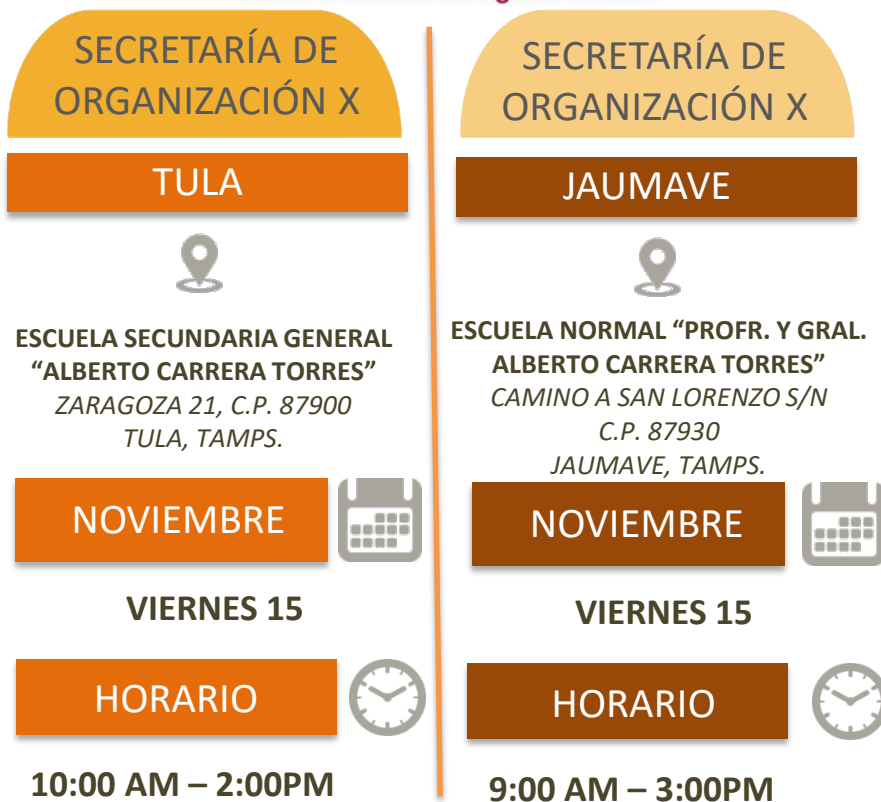 SECRETARÍA DE
ORGANIZACIÓN X
TULA
ESCUELA SECUNDARIA GENERAL
“ALBERTO CARRERA TORRES”
ZARAGOZA 21, C.P. 87900
TULA, TAMPS.
NOVIEMBRE
VIERNES 15
HORARIO
10:00 AM – 2:00PM
SECRETARÍA DE
ORGANIZACIÓN X
JAUMAVE
ESCUELA NORMAL “PROFR. Y GRAL.
ALBERTO CARRERA TORRES”
CAMINO A SAN LORENZO S/N
C.P. 87930
JAUMAVE, TAMPS.
NOVIEMBRE
VIERNES 15
HORARIO
9:00 AM – 3:00PM